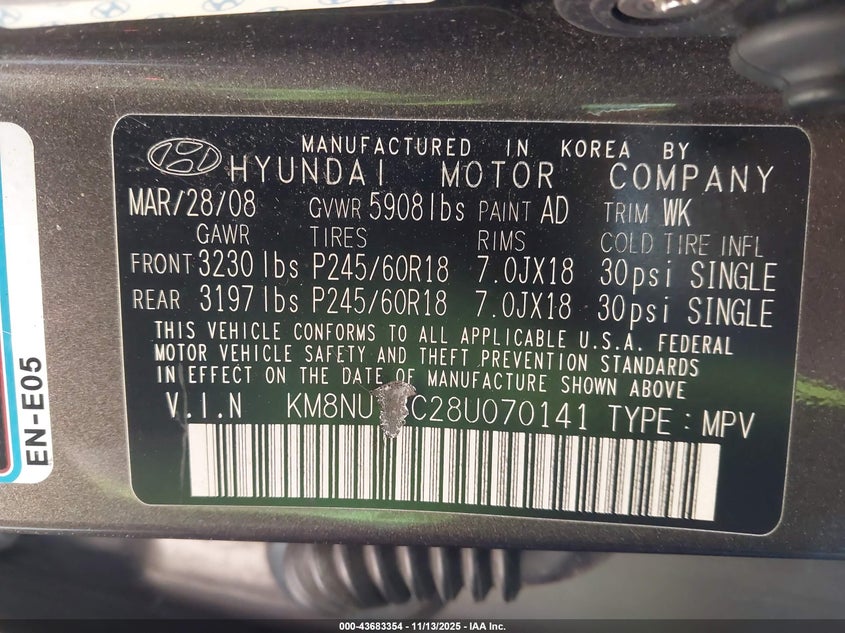 MANUFACTURED IN KOREA BY
HYUNDAI MOTOR COMPANY
MAR/28/08 GVWR 5908lbs PAINT AD TRIM WK
GAWR TIRES RIMS COLD TIRE INFL
FRONT 3230lbs P245/60R18 7.0JX18 30psi SINGLE
REAR 3197lbs P245/60R18 7.0JX18 30psi SINGLE
THIS VEHICLE CONFORMS TO ALL APPLICABLE U.S.A. FEDERAL
MOTOR VEHICLE SAFETY AND THEFT PREVENTION STANDARDS
IN EFFECT ON THE DATE OF MANUFACTURE SHOWN ABOVE
V.I.N KM8NU C28U070141 TYPE : MPV
EN-E05
000-43683354 - 11/13/2025 - IAA Inc.